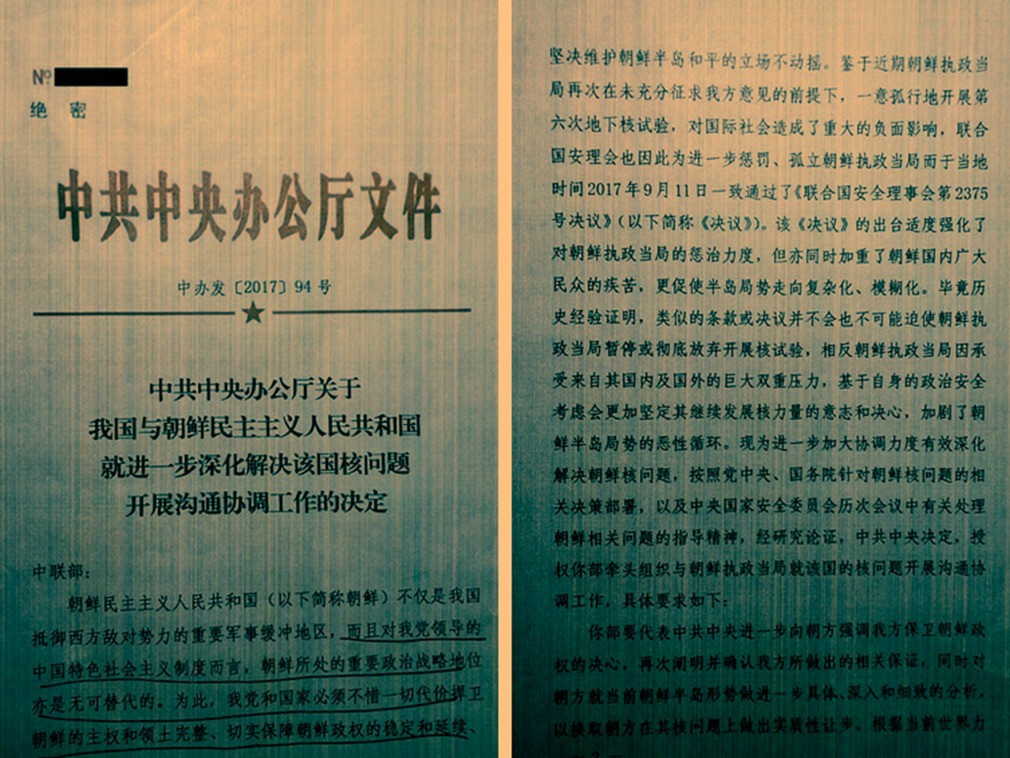 №
绝 密
中共中央办公厅文件
中办发〔2017〕94 号
中共中央办公厅关于
我国与朝鲜民主主义人民共和国
就进一步深化解决该国核问题
开展沟通协调工作的决定
中联部：
朝鲜民主主义人民共和国（以下简称朝鲜）不仅是我国
抵御西方敌对势力的重要军事缓冲地区，而且对我党领导的
中国特色社会主义制度而言，朝鲜所处的重要政治战略地位
亦是无可替代的。为此，我党和国家必须不惜一切代价捍卫
朝鲜的主权和领土完整、切实保障朝鲜政权的稳定和延续、
坚决维护朝鲜半岛和平的立场不动摇。鉴于近期朝鲜执政当
局再次在未充分征求我方意见的前提下，一意孤行地开展第
六次地下核试验，对国际社会造成了重大的负面影响，联合
国安理会也因此为进一步惩罚、孤立朝鲜执政当局而于当地
时间2017年9月11日一致通过了《联合国安全理事会第2375
号决议》（以下简称《决议》）。该《决议》的出台适度强化了
对朝鲜执政当局的惩治力度，但亦同时加重了朝鲜国内广大
民众的疾苦，更促使半岛局势走向复杂化、模糊化。毕竟历
史经验证明，类似的条款或决议并不会也不可能迫使朝鲜执
政当局暂停或彻底放弃开展核试验，相反朝鲜执政当局因承
受来自其国内及国外的巨大双重压力，基于自身的政治安全
考虑会更加坚定其继续发展核力量的意志和决心，加剧了朝
鲜半岛局势的恶性循环。现为进一步加大协调力度有效深化
解决朝鲜核问题，按照党中央、国务院针对朝鲜核问题的相
关决策部署，以及中央国家安全委员会历次会议中有关处理
朝鲜相关问题的指导精神，经研究论证，中共中央决定，授
权你部牵头组织与朝鲜执政当局就该国的核问题开展沟通协
调工作，具体要求如下：
你部要代表中共中央进一步向朝方强调我方保卫朝鲜政
权的决心，再次阐明并确认我方所做出的相关保证，同时对
朝方就当前朝鲜半岛形势做进一步具体、深入和细致的分析，
以换取朝方在其核问题上做出实质性让步。根据当前世界力